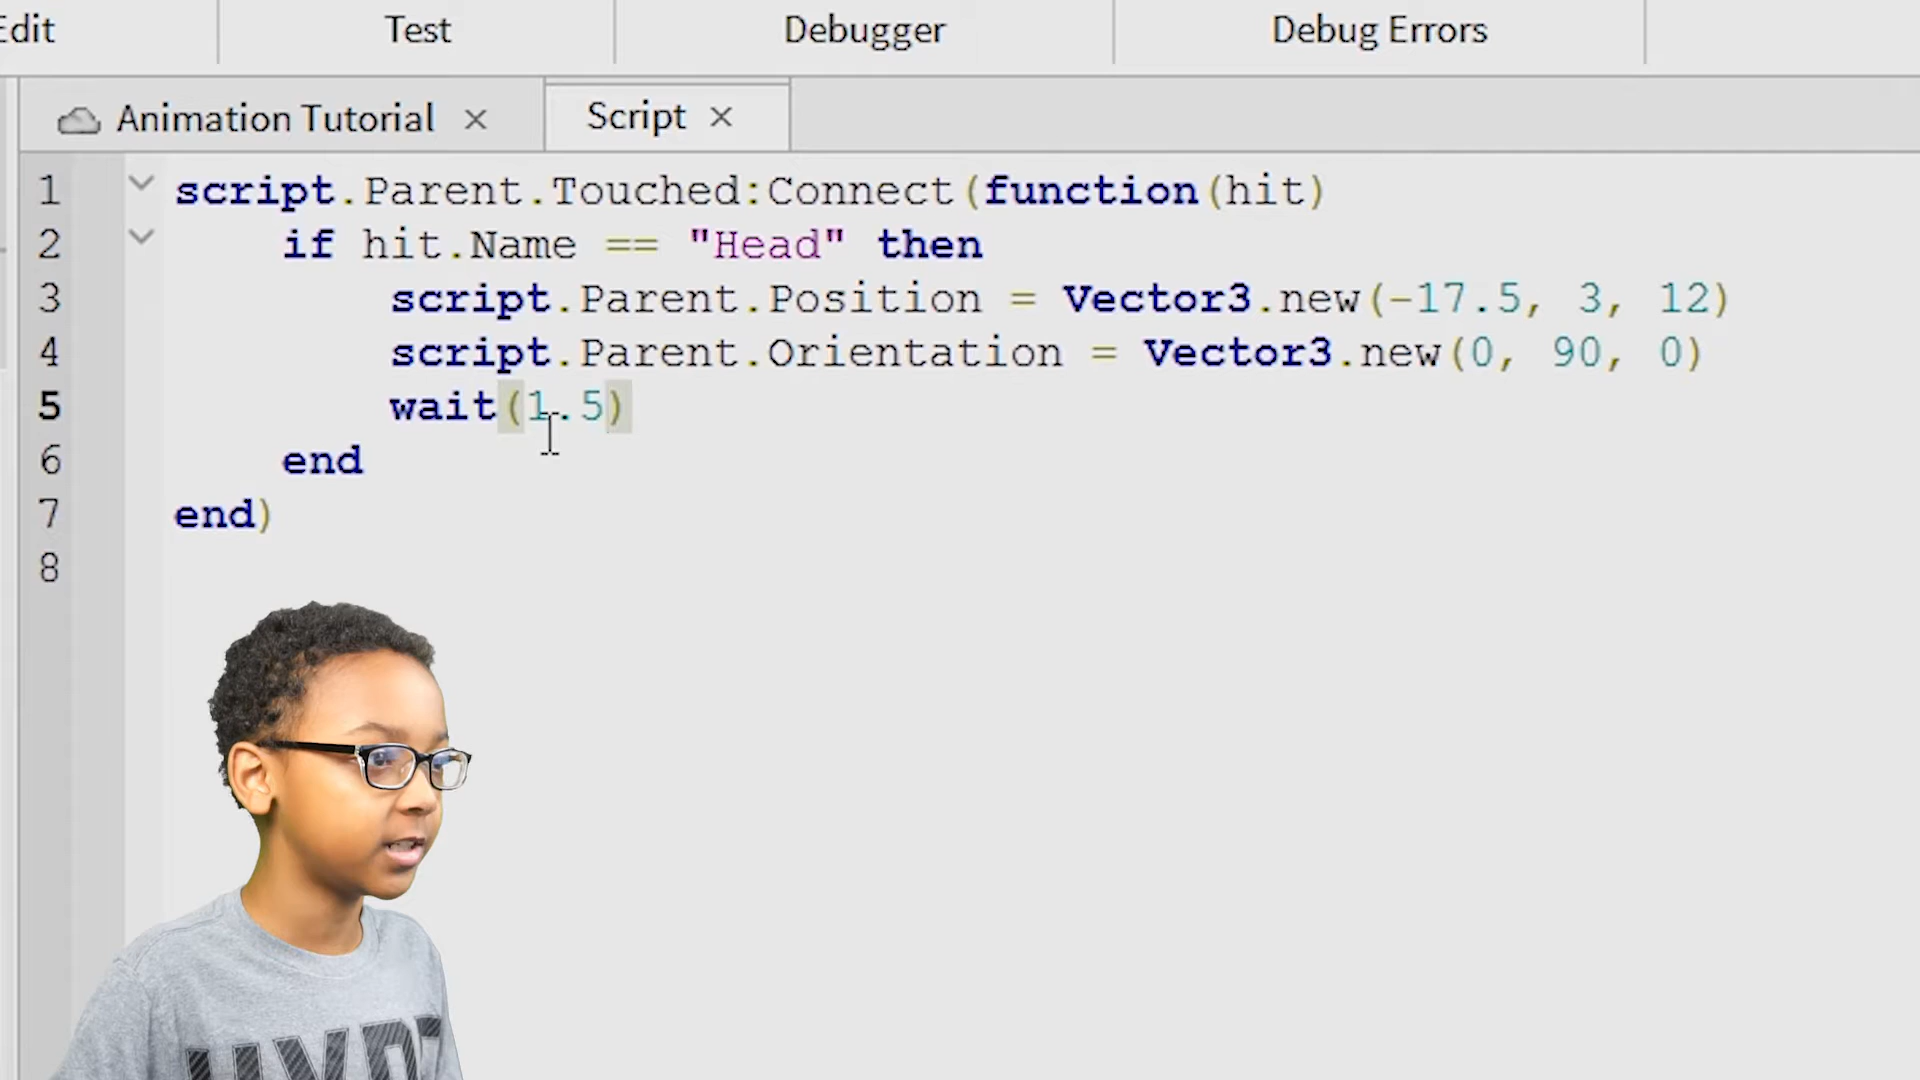 Edit Test Debugger Debug Errors
Animation Tutorial × Script ×
1 script.Parent.Touched:Connect(function(hit)
2 if hit.Name == "Head" then
3 script.Parent.Position = Vector3.new(-17.5, 3, 12)
4 script.Parent.Orientation = Vector3.new(0, 90, 0)
5 wait(1.5)
6 end
7 end)
8